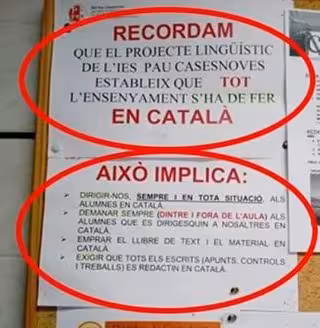 RECORDAM
QUE EL PROJECTE LINGÜÍSTIC
DE L'IES PAU CASESNOVES
ESTABLEIX QUE TOT
L'ENSENYAMENT S'HA DE FER
EN CATALÀ
AIXÒ IMPLICA:
➤ DIRIGIR-NOS, SEMPRE I EN TOTA SITUACIÓ, ALS
ALUMNES EN CATALÀ.
➤ DEMANAR SEMPRE (DINTRE I FORA DE L'AULA) ALS
ALUMNES QUE ES DIRIGESQUIN A NOSALTRES EN
CATALÀ
➤ EMPRAR EL LLIBRE DE TEXT I EL MATERIAL EN
CATALÀ
➤ EXIGIR QUE TOTS ELS ESCRITS (APUNTS, CONTROLS
I TREBALLS) ES REDACTIN EN CATALÀ.